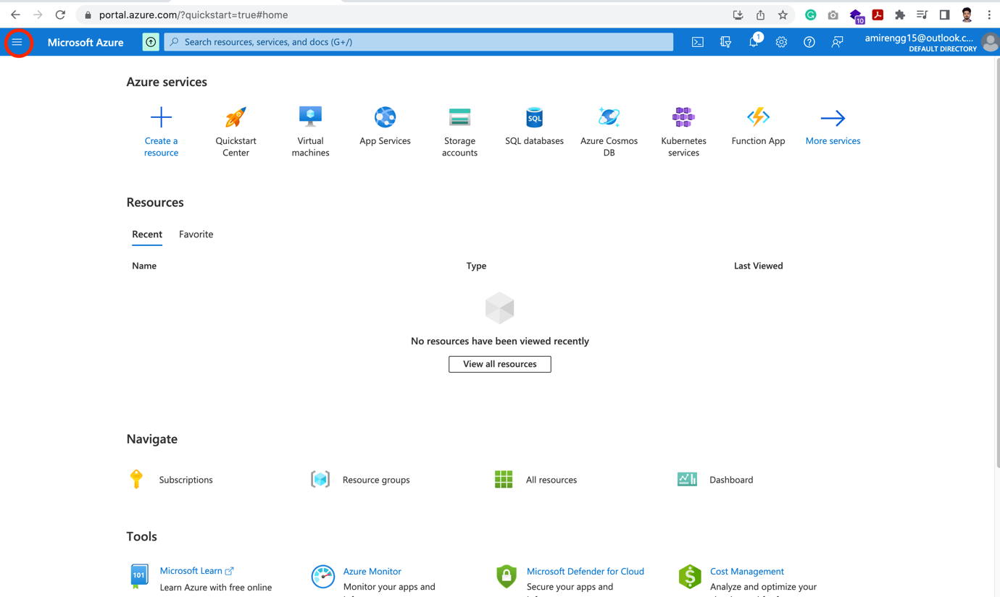 portal.azure.com/?quickstart=true#home
10
Microsoft Azure
Search resources, services, and docs (G+/)
1
amirengg15@outlook.c...
DEFAULT DIRECTORY
Azure services
Create a
resource
Quickstart
Center
Virtual
machines
App Services
Storage
accounts
SQL
SQL databases
Azure Cosmos
DB
Kubernetes
services
Function App
More services
Resources
Recent Favorite
Name Type Last Viewed
No resources have been viewed recently
View all resources
Navigate
Subscriptions Resource groups All resources Dashboard
Tools
101
Microsoft Learn
Learn Azure with free online
Azure Monitor
Monitor your apps and
Microsoft Defender for Cloud
Secure your apps and
$
Cost Management
Analyze and optimize your